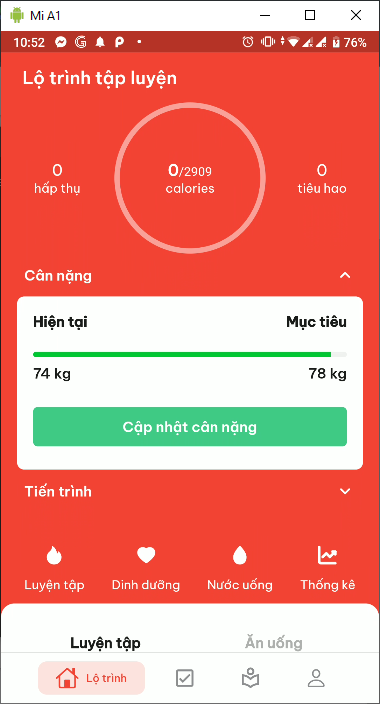 Mi A1
10:52
76%
Lộ trình tập luyện
0
hấp thụ
0/2909
calories
0
tiêu hao
Cân nặng
Hiện tại
Mục tiêu
74 kg
78 kg
Cập nhật cân nặng
Tiến trình
Luyện tập
Dinh dưỡng
Nước uống
Thống kê
Luyện tập
Ăn uống
Lộ trình